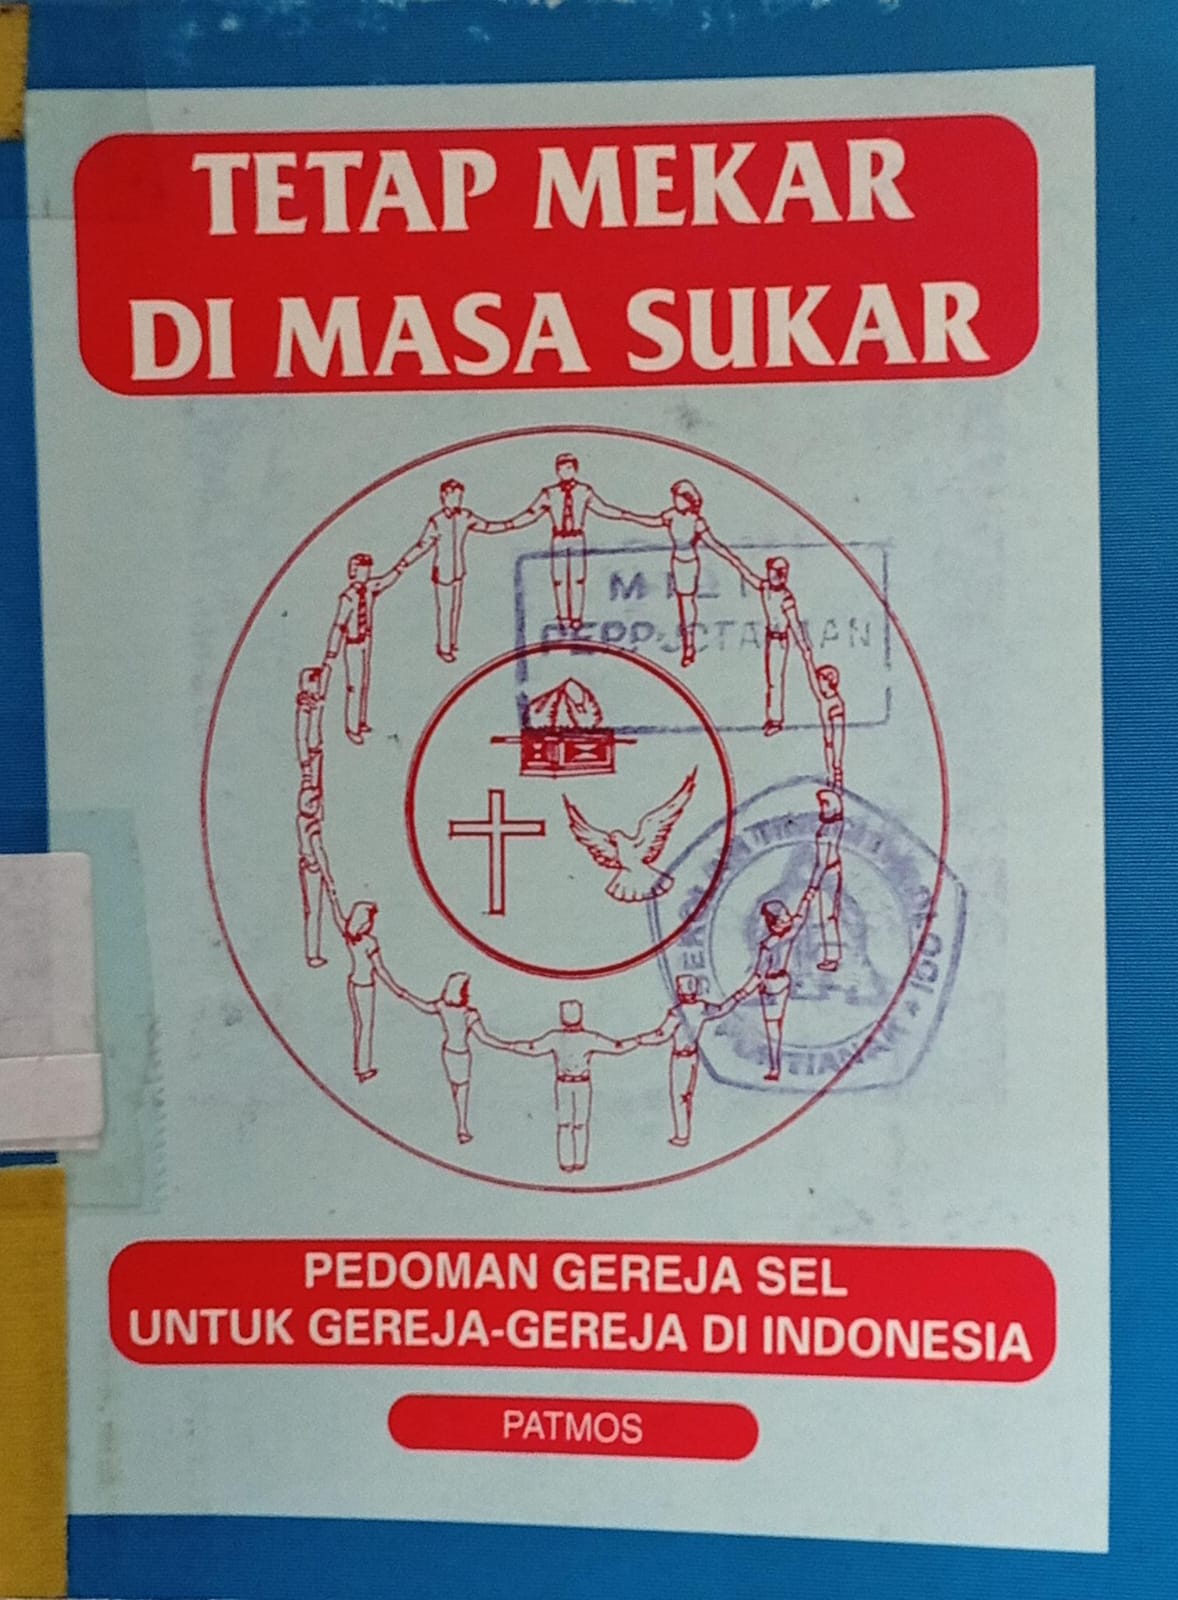 TETAP MEKAR
DI MASA SUKAR
PEDOMAN GEREJA SEL
UNTUK GEREJA-GEREJA DI INDONESIA
PATMOS